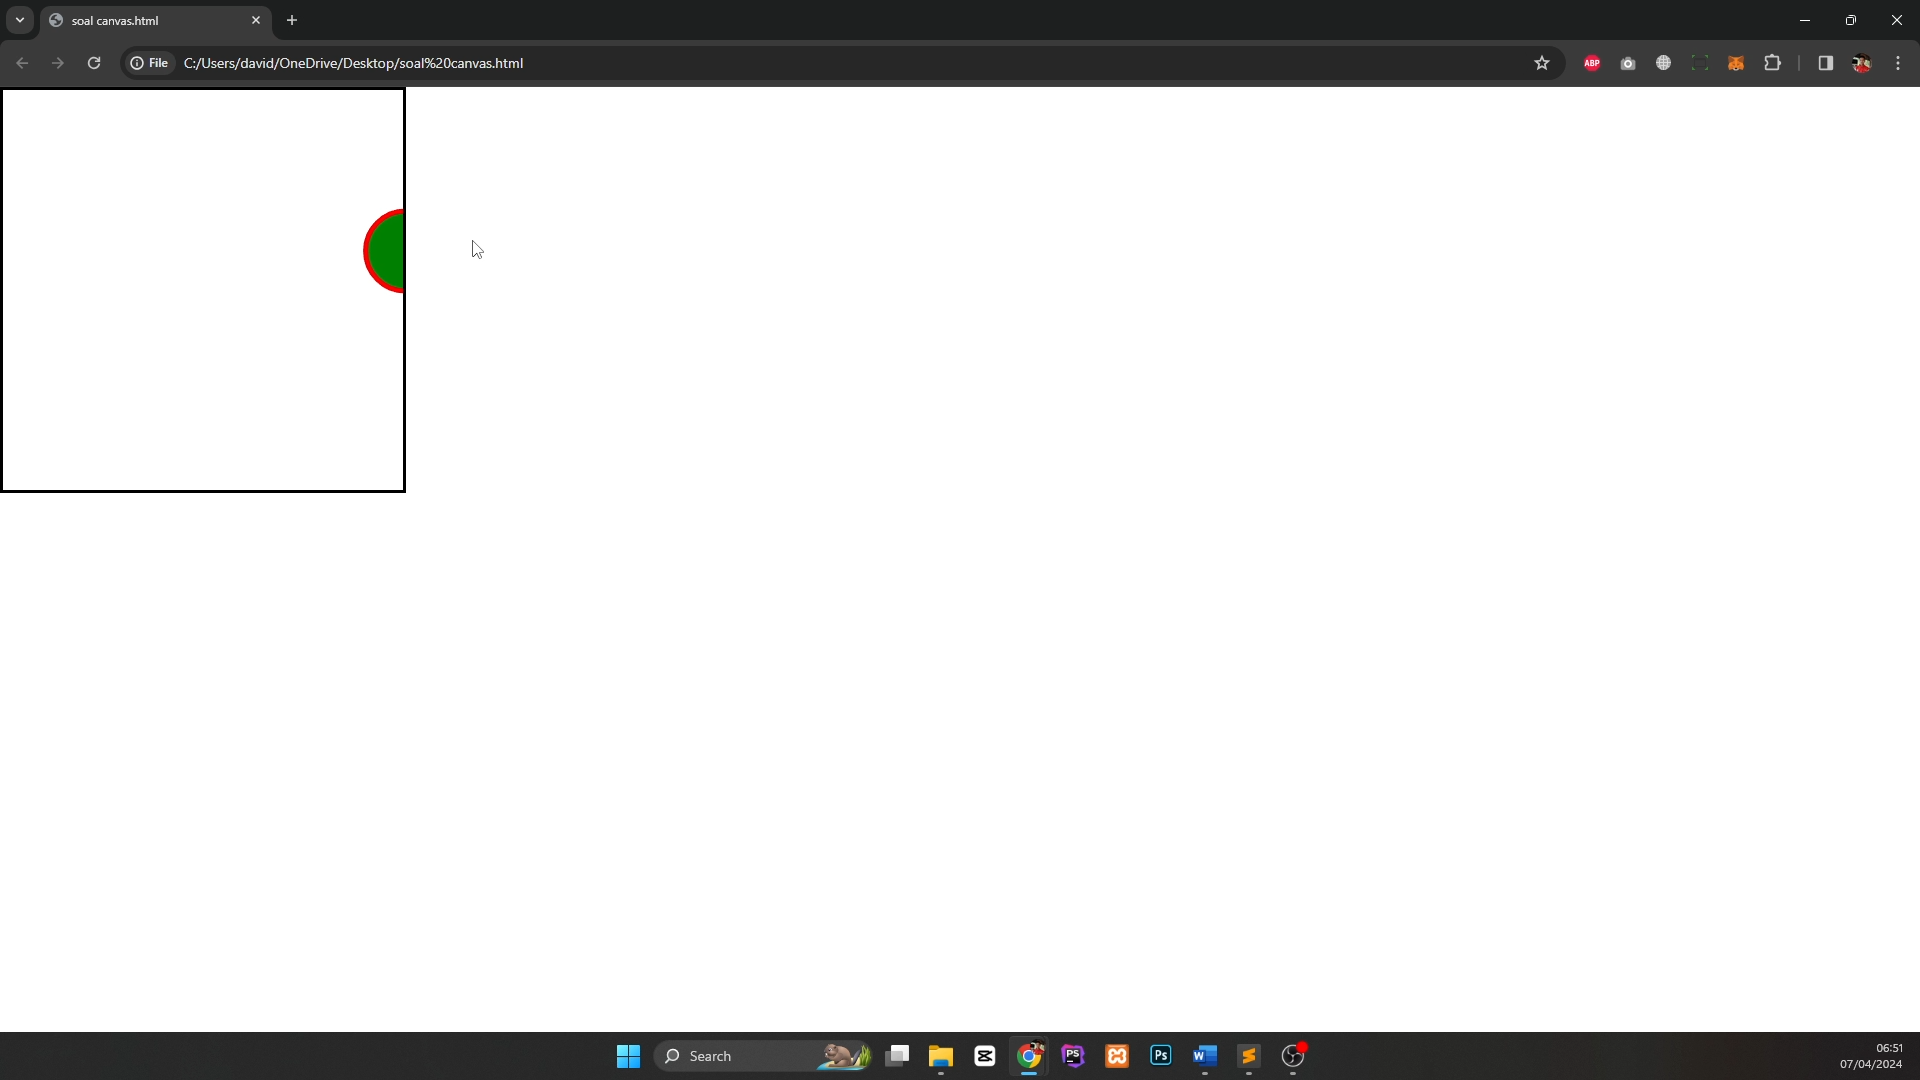 soal canvas.html
File
C:/Users/david/OneDrive/Desktop/soal%20canvas.html
ABP
Search
PS
Ps
W
06:51
07/04/2024